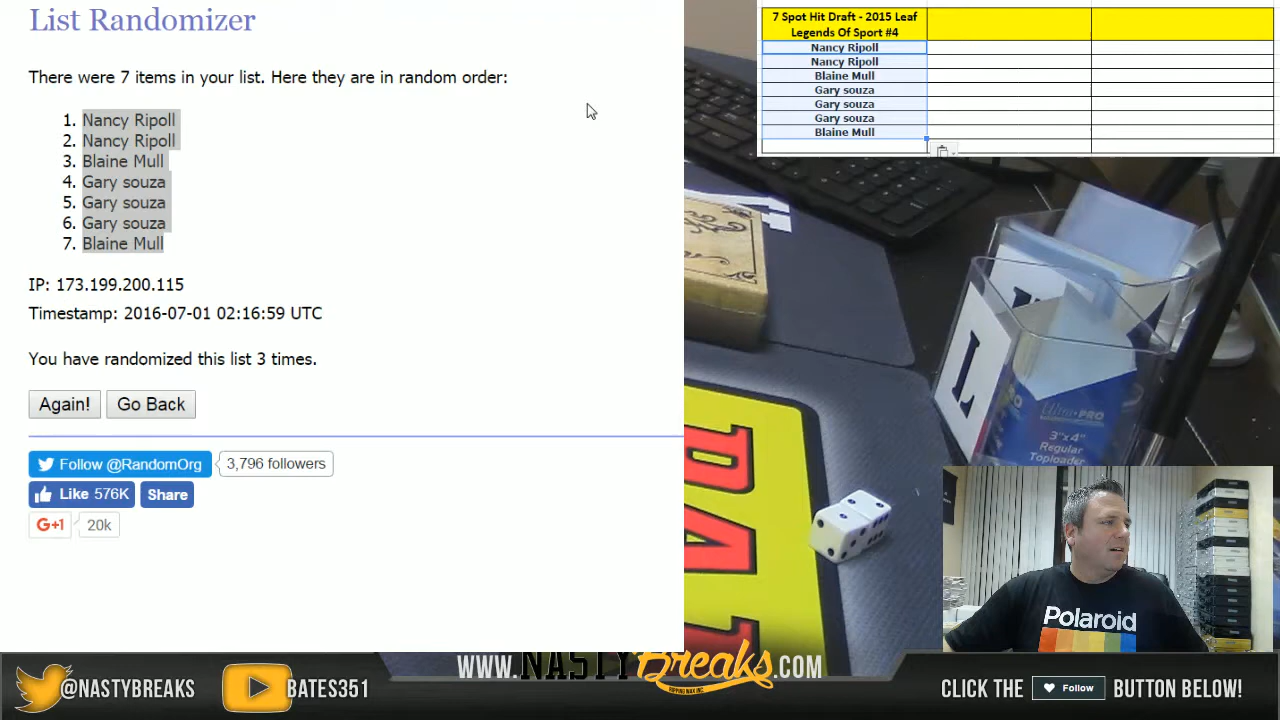 List Randomizer
There were 7 items in your list. Here they are in random order:
1. Nancy Ripoll
2. Nancy Ripoll
3. Blaine Mull
4. Gary souza
5. Gary souza
6. Gary souza
7. Blaine Mull
IP: 173.199.200.115
Timestamp: 2016-07-01 02:16:59 UTC
You have randomized this list 3 times.
Again! Go Back
Follow @RandomOrg 3,796 followers
Like 576K Share
G+1 20k
7 Spot Hit Draft - 2015 Leaf
Legends Of Sport #4
Nancy Ripoll
Nancy Ripoll
Blaine Mull
Gary souza
Gary souza
Gary souza
Blaine Mull
L
Ultra PRO
3"x4"
Regular
Toploader
Polaroid
@NASTYBREAKS
BATES351
WWW.NASTYBreaks.COM
RIPPING WAX INC.
CLICK THE Follow BUTTON BELOW!